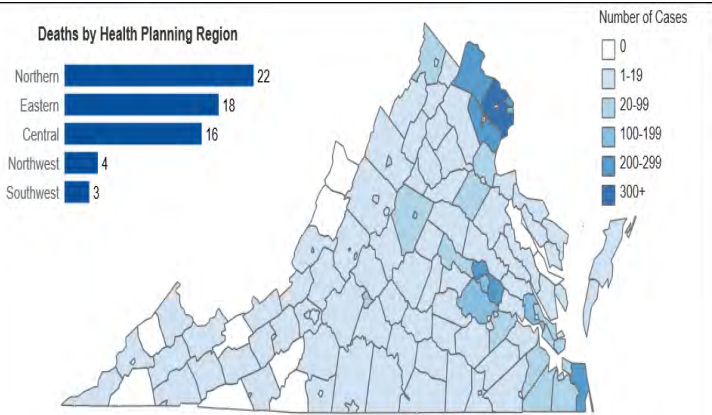 Deaths by Health Planning Region
Northern 22
Eastern 18
Central 16
Northwest 4
Southwest 3
Number of Cases
0
1-19
20-99
100-199
200-299
300+